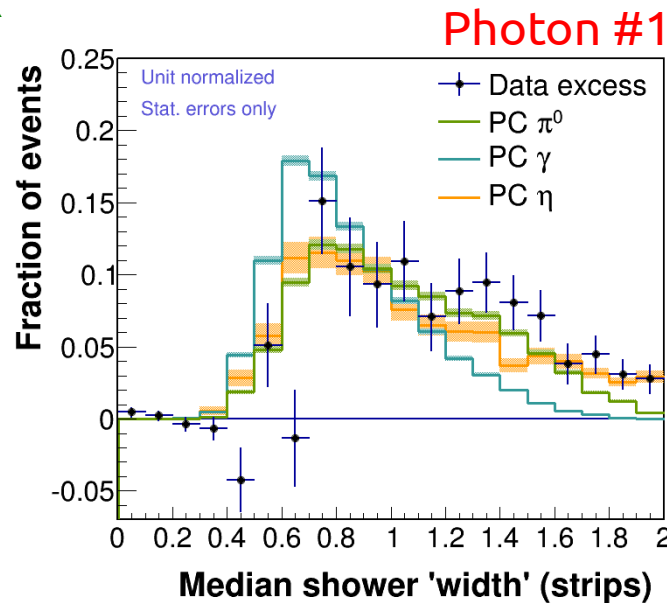 Photon #1
Unit normalized
Stat. errors only
Data excess
PC π⁰
PC γ
PC η
Fraction of events
0.25
0.2
0.15
0.1
0.05
0
-0.05
0 0.2 0.4 0.6 0.8 1 1.2 1.4 1.6 1.8 2
Median shower 'width' (strips)